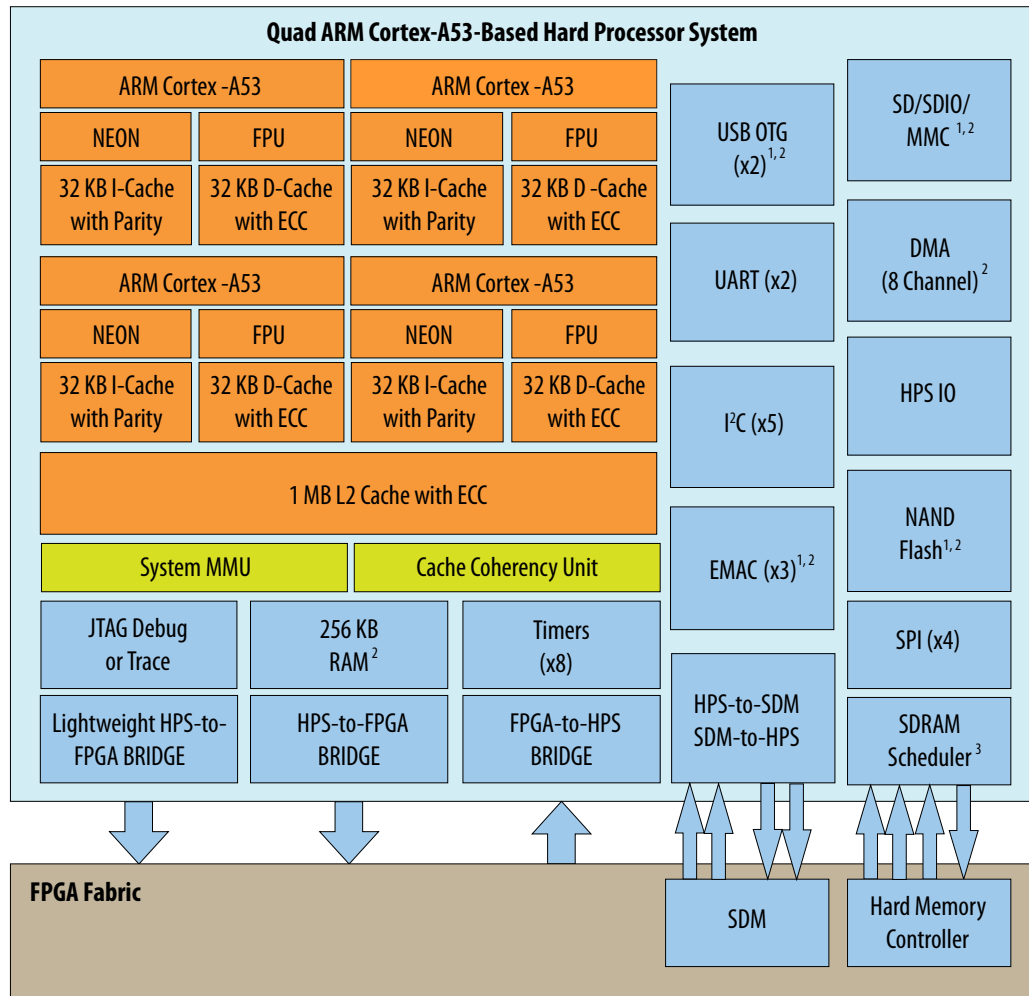 Quad ARM Cortex-A53-Based Hard Processor System
ARM Cortex -A53
ARM Cortex -A53
NEON
FPU
NEON
FPU
32 KB I-Cache
with Parity
32 KB D-Cache
with ECC
32 KB I-Cache
with Parity
32 KB D -Cache
with ECC
ARM Cortex -A53
ARM Cortex -A53
NEON
FPU
NEON
FPU
32 KB I-Cache
with Parity
32 KB D-Cache
with ECC
32 KB I-Cache
with Parity
32 KB D-Cache
with ECC
1 MB L2 Cache with ECC
System MMU
Cache Coherency Unit
JTAG Debug
or Trace
256 KB
RAM 2
Timers
(x8)
Lightweight HPS-to-
FPGA BRIDGE
HPS-to-FPGA
BRIDGE
FPGA-to-HPS
BRIDGE
USB OTG
(x2) 1, 2
UART (x2)
I²C (x5)
EMAC (x3) 1, 2
HPS-to-SDM
SDM-to-HPS
SD/SDIO/
MMC 1, 2
DMA
(8 Channel) 2
HPS IO
NAND
Flash 1, 2
SPI (x4)
SDRAM
Scheduler 3
FPGA Fabric
SDM
Hard Memory
Controller